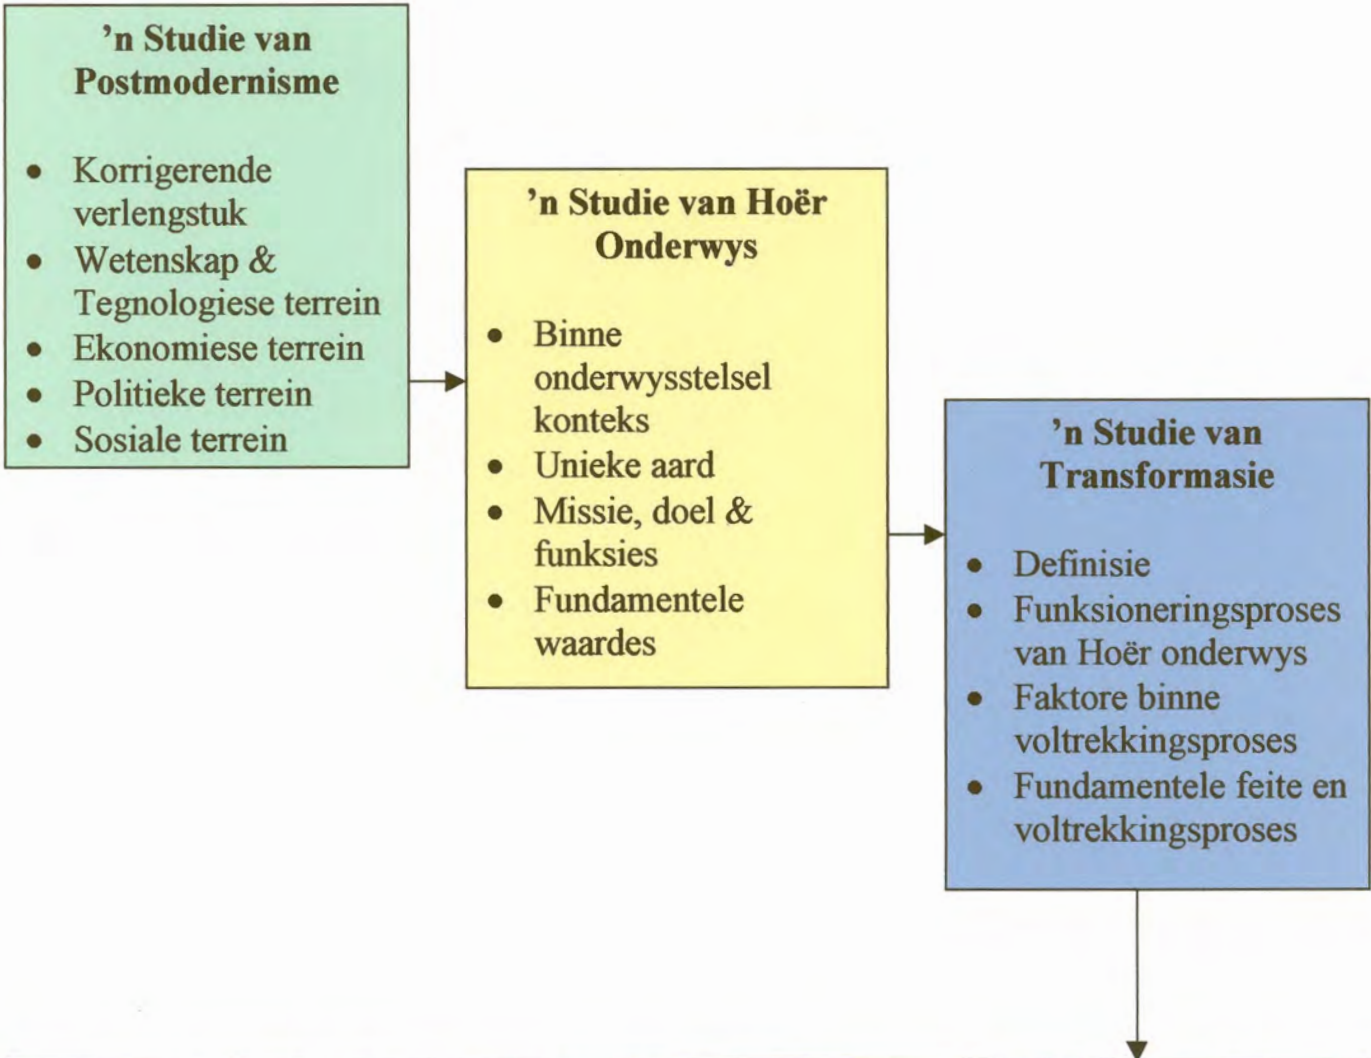 ’n Studie van
Postmodernisme
• Korrigerende
verlengstuk
• Wetenskap &
Tegnologiese terrein
• Ekonomiese terrein
• Politieke terrein
• Sosiale terrein
’n Studie van Hoër
Onderwys
• Binne
onderwysstelsel
konteks
• Unieke aard
• Missie, doel &
funksies
• Fundamentele
waardes
’n Studie van
Transformasie
• Definisie
• Funksioneringsproses
van Hoër onderwys
• Faktore binne
voltrekkingsproses
• Fundamentele feite en
voltrekkingsproses